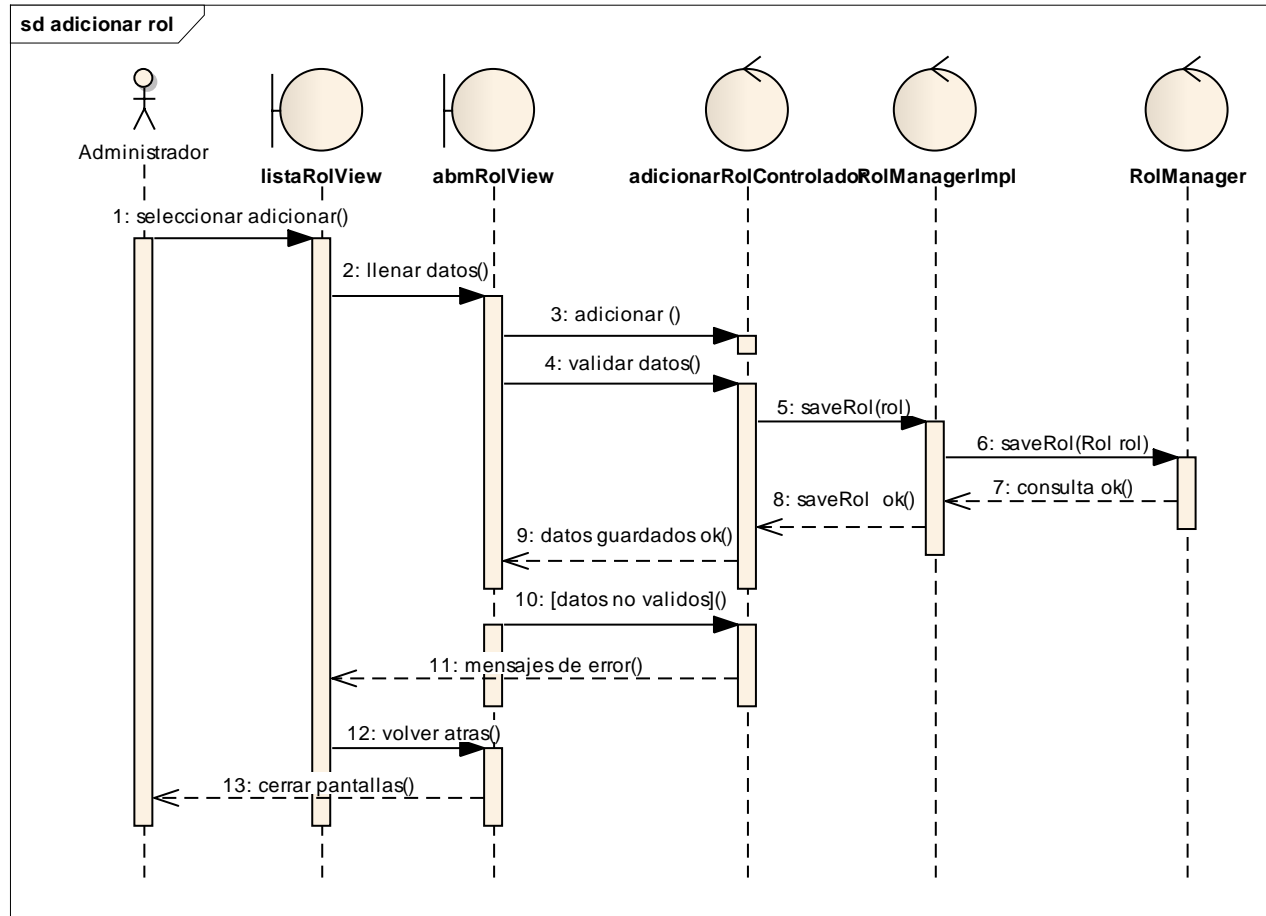 sd adicionar rol
Administrador
listaRolView
abmRolView
adicionarRolControlador
RolManagerImpl
RolManager
1: seleccionar adicionar()
2: llenar datos()
3: adicionar ()
4: validar datos()
5: saveRol(rol)
6: saveRol(Rol rol)
7: consulta ok()
8: saveRol ok()
9: datos guardados ok()
10: [datos no validos]()
11: mensajes de error()
12: volver atras()
13: cerrar pantallas()